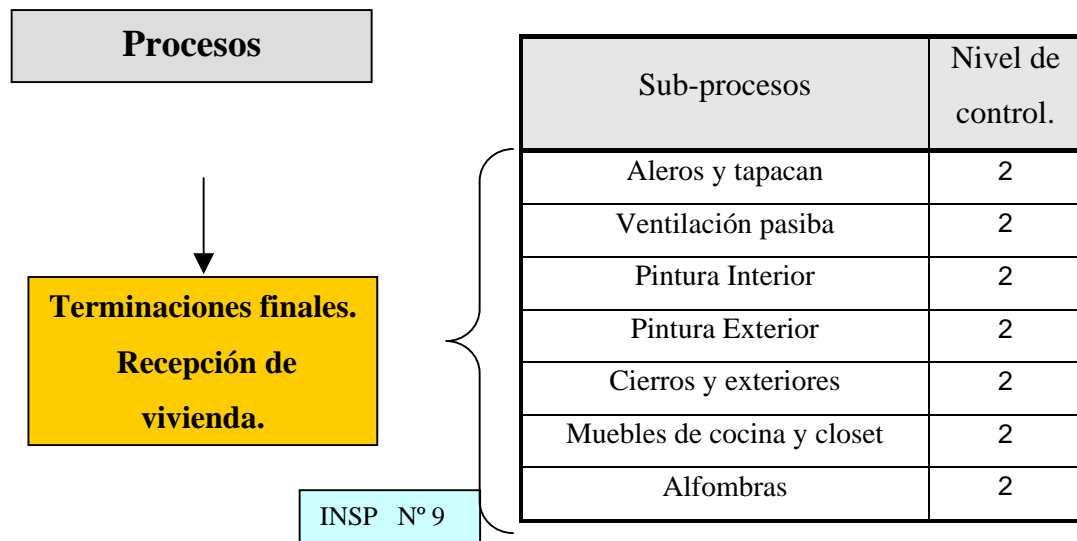 Procesos
Sub-procesos
Nivel de
control.
Aleros y tapacan 2
Ventilación pasiba 2
Pintura Interior 2
Pintura Exterior 2
Cierros y exteriores 2
Muebles de cocina y closet 2
Alfombras 2
Terminaciones finales.
Recepción de
vivienda.
INSP Nº 9